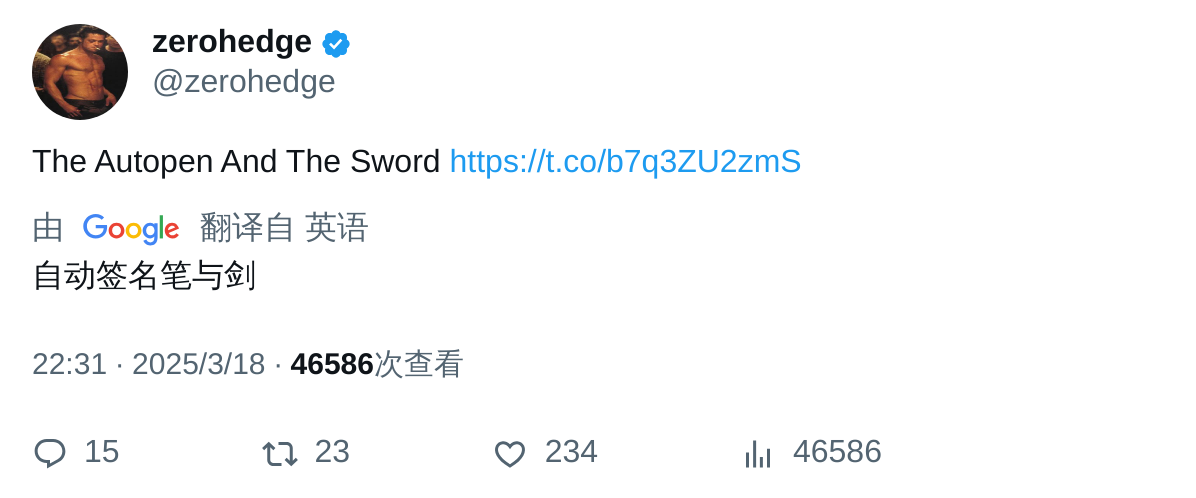 zerohedge
@zerohedge
The Autopen And The Sword https://t.co/b7q3ZU2zmS
由 Google 翻译自 英语
自动签名笔与剑
22:31 · 2025/3/18 · 46586次查看
15 23 234 46586